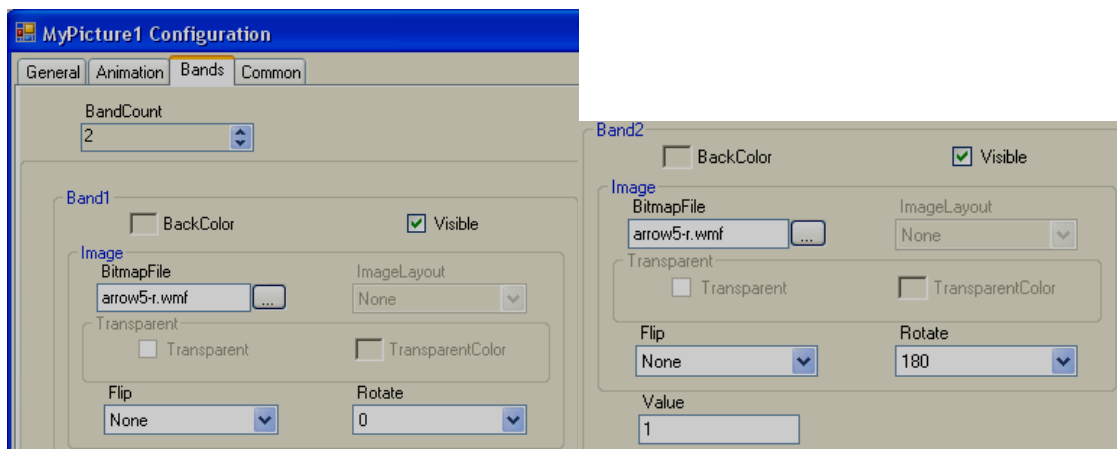 MyPicture1 Configuration
General Animation Bands Common
BandCount
2
Band1
BackColor Visible
Image
BitmapFile ImageLayout
arrow5-r.wmf ... None
Transparent
Transparent TransparentColor
Flip Rotate
None 0
Band2
BackColor Visible
Image
BitmapFile ImageLayout
arrow5-r.wmf ... None
Transparent
Transparent TransparentColor
Flip Rotate
None 180
Value
1